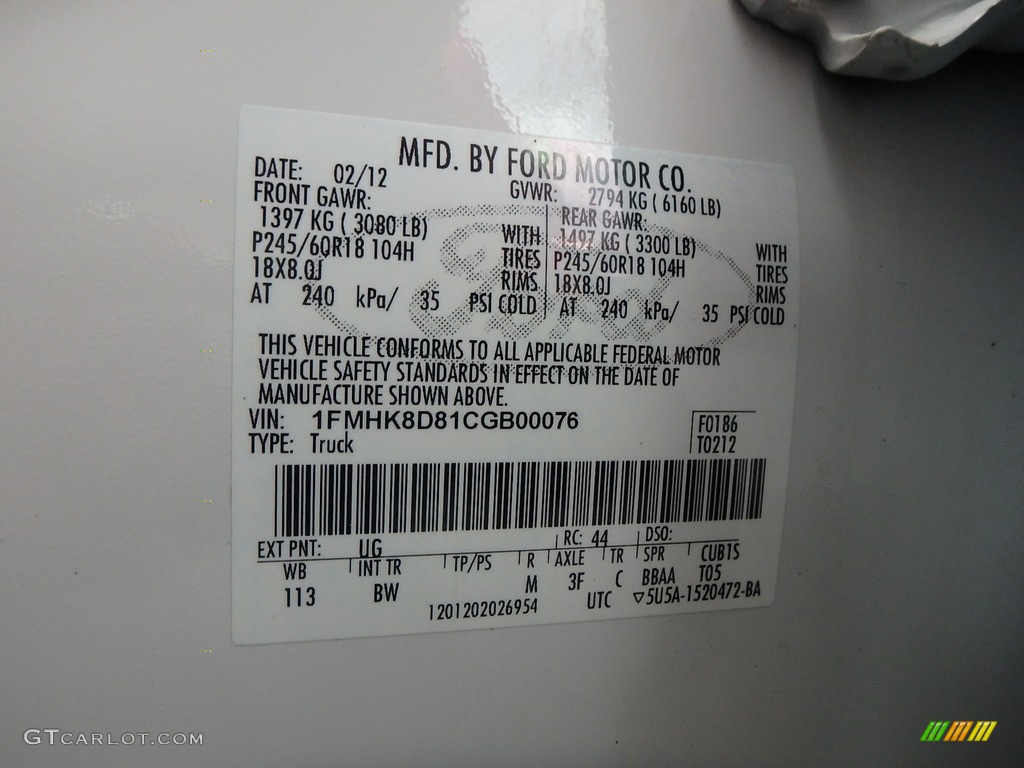 MFD. BY FORD MOTOR CO.
DATE: 02/12 GVWR: 2794 KG ( 6160 LB)
FRONT GAWR: REAR GAWR:
1397 KG ( 3080 LB) WITH 1497 KG ( 3300 LB) WITH
P245/60R18 104H TIRES P245/60R18 104H TIRES
18X8.0J RIMS 18X8.0J RIMS
AT 240 kPa/ 35 PSI COLD AT 240 kPa/ 35 PSI COLD
Ford
THIS VEHICLE CONFORMS TO ALL APPLICABLE FEDERAL MOTOR
VEHICLE SAFETY STANDARDS IN EFFECT ON THE DATE OF
MANUFACTURE SHOWN ABOVE.
VIN: 1FMHK8D81CGB00076 F0186
TYPE: Truck T0212
EXT PNT: UG RC: 44 DSO:
WB INT TR TP/PS R AXLE TR SPR CUB1S
113 BW M 3F C BBAA T05
1201202026954 UTC ▽5U5A-1520472-BA
GTCARLOT.COM